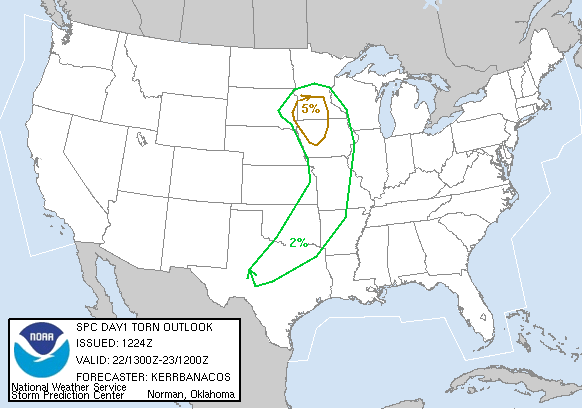 5%
2%
SPC DAY1 TORN OUTLOOK
ISSUED: 1224Z
VALID: 22/1300Z-23/1200Z
FORECASTER: KERRBANACOS
National Weather Service
Storm Prediction Center Norman, Oklahoma
NOAA